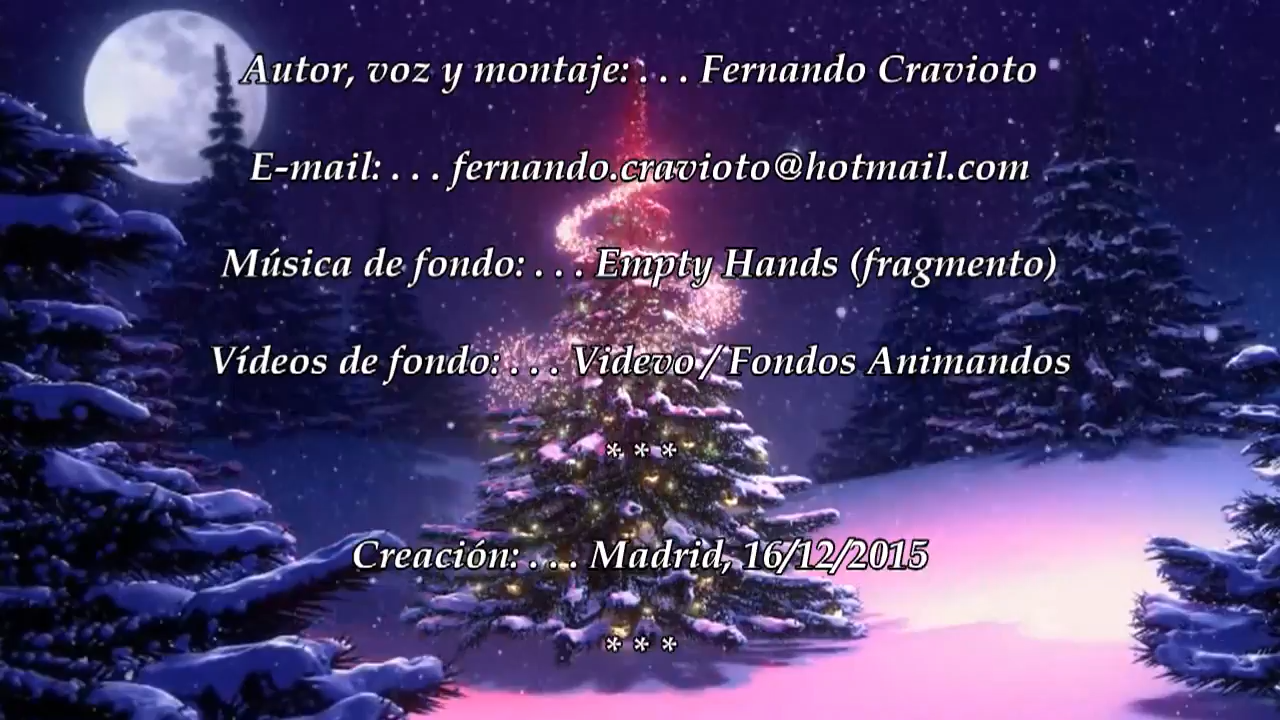 Autor, voz y montaje: . . . Fernando Cravioto
E-mail: . . . fernando.cravioto@hotmail.com
Música de fondo: . . . Empty Hands (fragmento)
Vídeos de fondo: . . . Videvo / Fondos Animandos
* * *
Creación: . . . Madrid, 16/12/2015
* * *